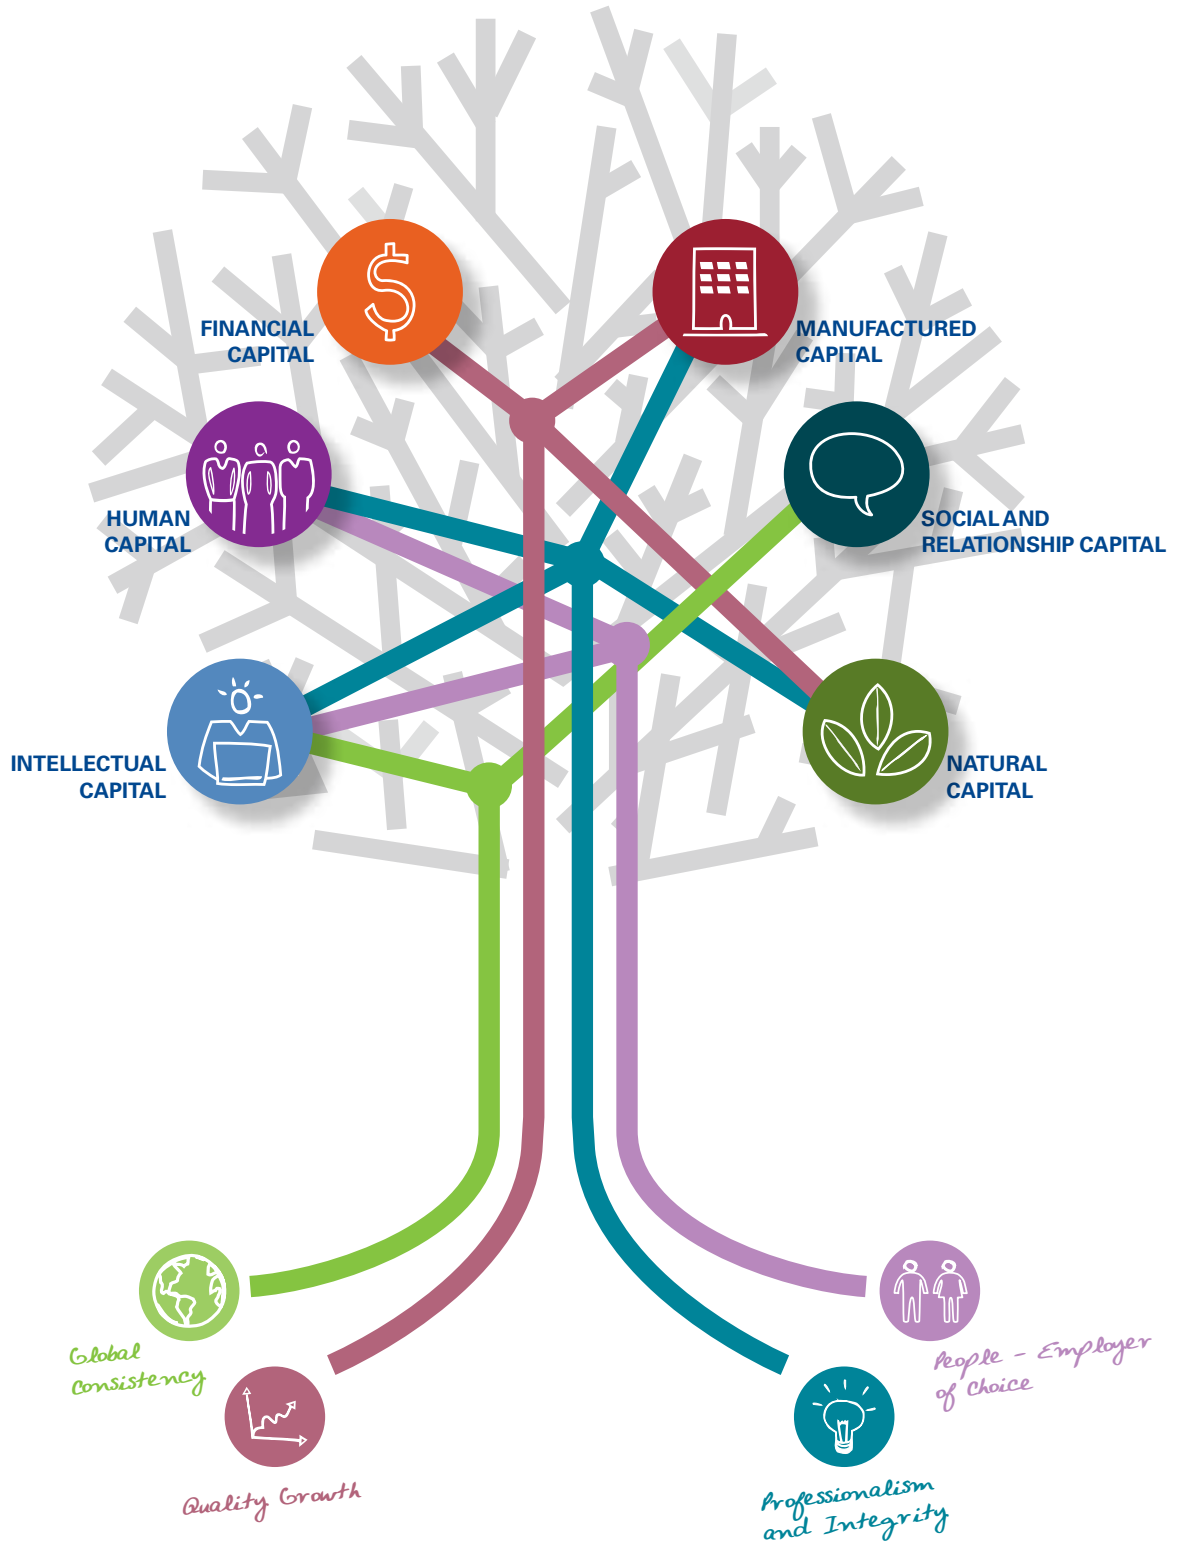 FINANCIAL
CAPITAL
MANUFACTURED
CAPITAL
HUMAN
CAPITAL
SOCIAL AND
RELATIONSHIP CAPITAL
INTELLECTUAL
CAPITAL
NATURAL
CAPITAL
Global
Consistency
People - Employer
of Choice
Quality Growth
Professionalism
and Integrity